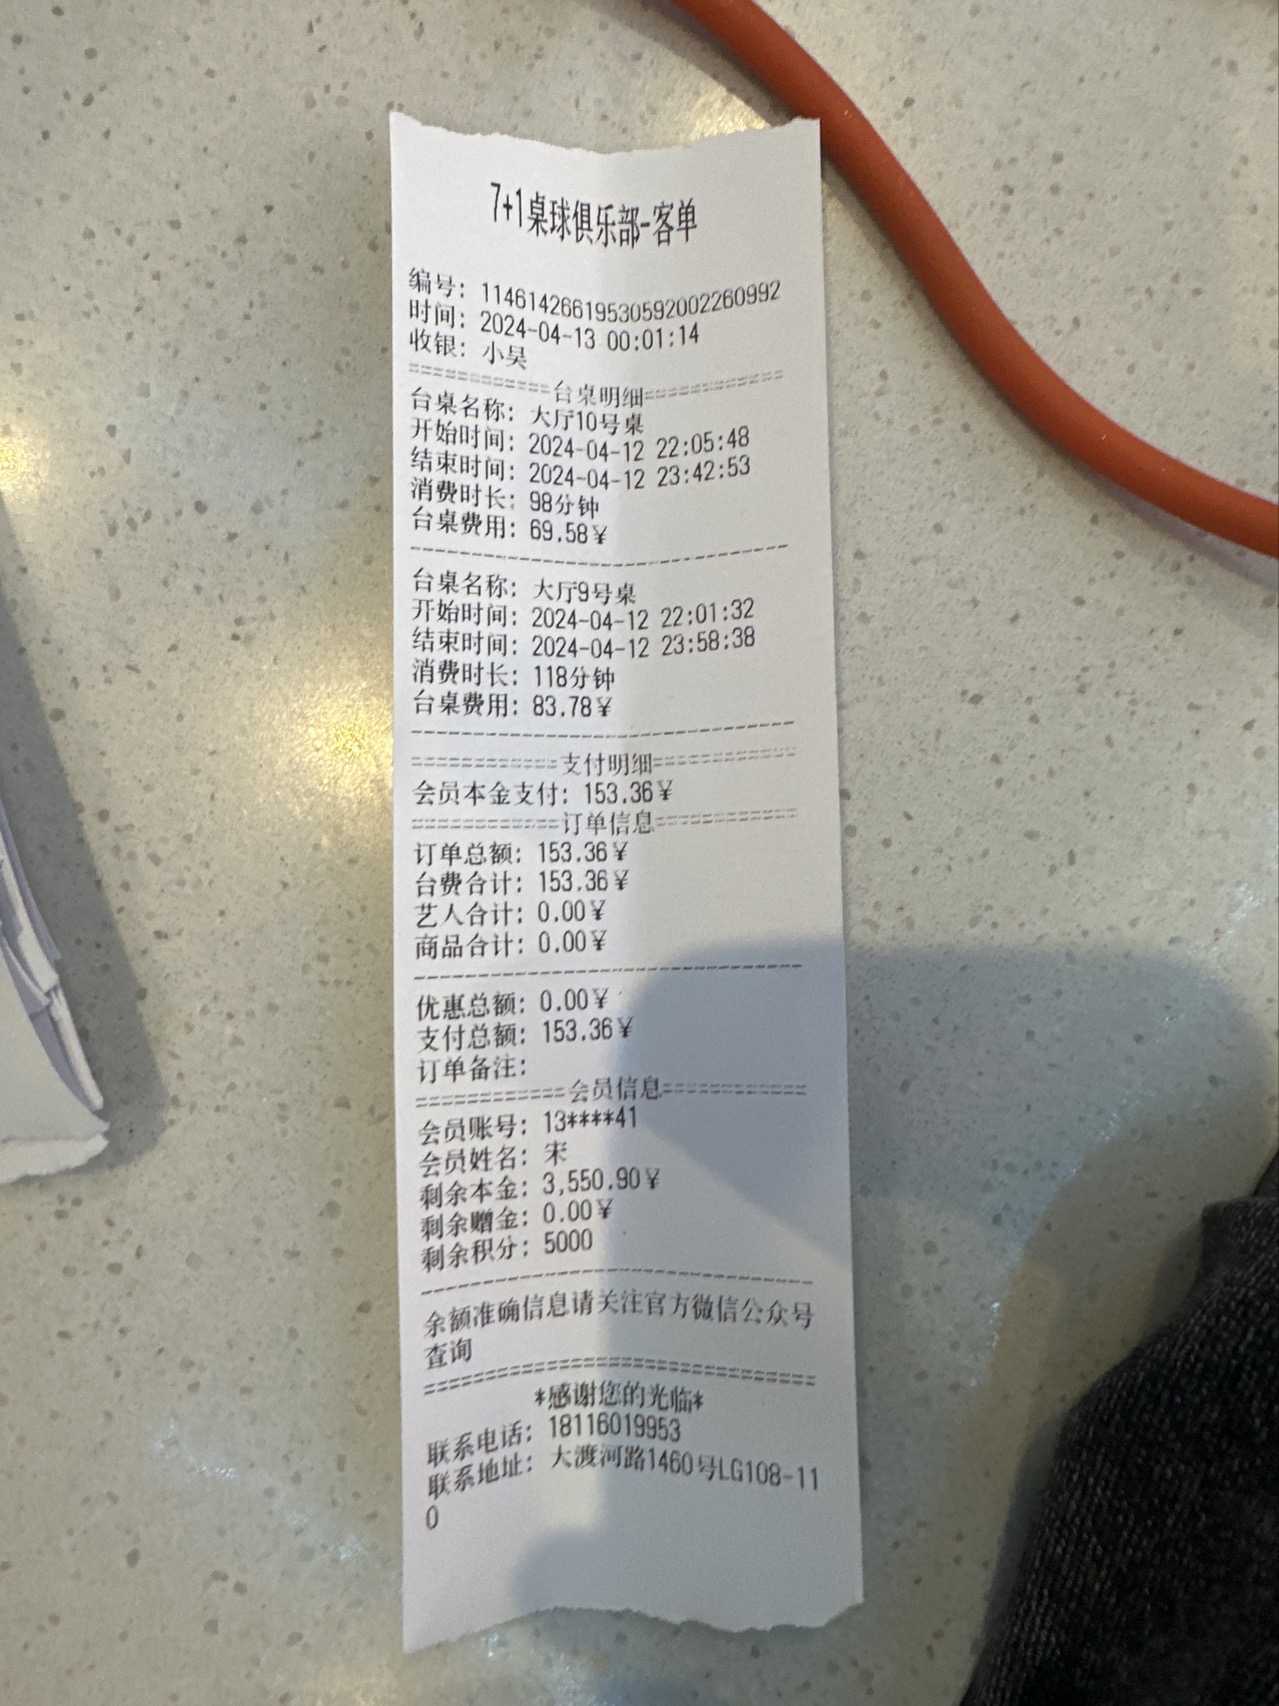 7+1桌球俱乐部-客单
编号: 1146142661953059200226​0992
时间: 2024-04-13 00:01:14
收银: 小吴
===========台桌明细===========
台桌名称: 大厅10号桌
开始时间: 2024-04-12 22:05:48
结束时间: 2024-04-12 23:42:53
消费时长: 98分钟
台桌费用: 69.58¥
--------------------------------
台桌名称: 大厅9号桌
开始时间: 2024-04-12 22:01:32
结束时间: 2024-04-12 23:58:38
消费时长: 118分钟
台桌费用: 83.78¥
--------------------------------
===========支付明细===========
会员本金支付: 153.36¥
===========订单信息===========
订单总额: 153.36¥
台费合计: 153.36¥
艺人合计: 0.00¥
商品合计: 0.00¥
--------------------------------
优惠总额: 0.00¥
支付总额: 153.36¥
订单备注:
===========会员信息===========
会员账号: 13****41
会员姓名: 宋
剩余本金: 3,550.90¥
剩余赠金: 0.00¥
剩余积分: 5000
--------------------------------
余额准确信息请关注官方微信公众号
查询
================================
*感谢您的光临*
联系电话: 18116019953
联系地址: 大渡河路1460号LG108-11
0